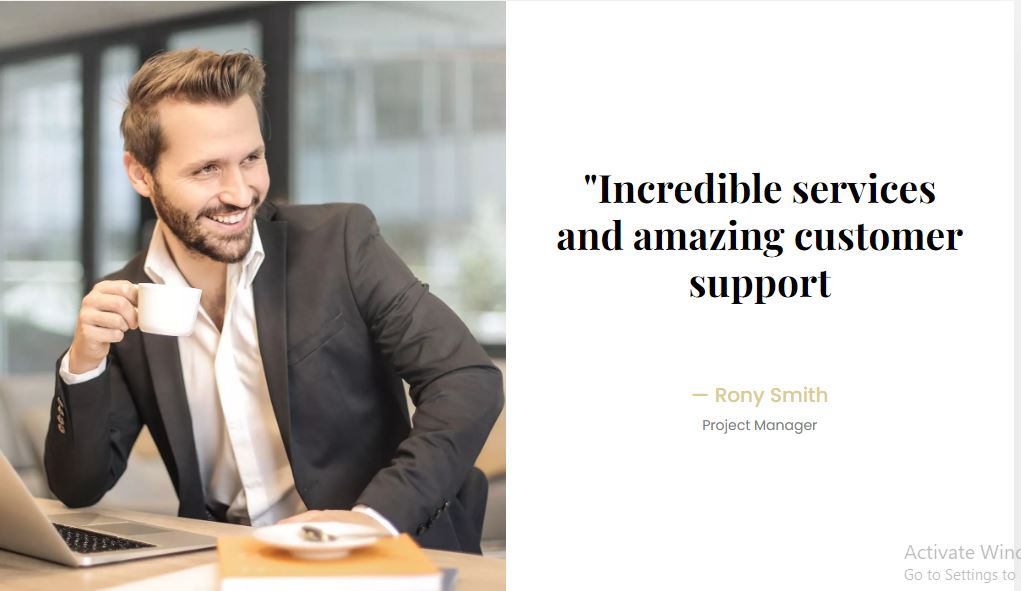 "Incredible services
and amazing customer
support
— Rony Smith
Project Manager
Activate Wind
Go to Settings to